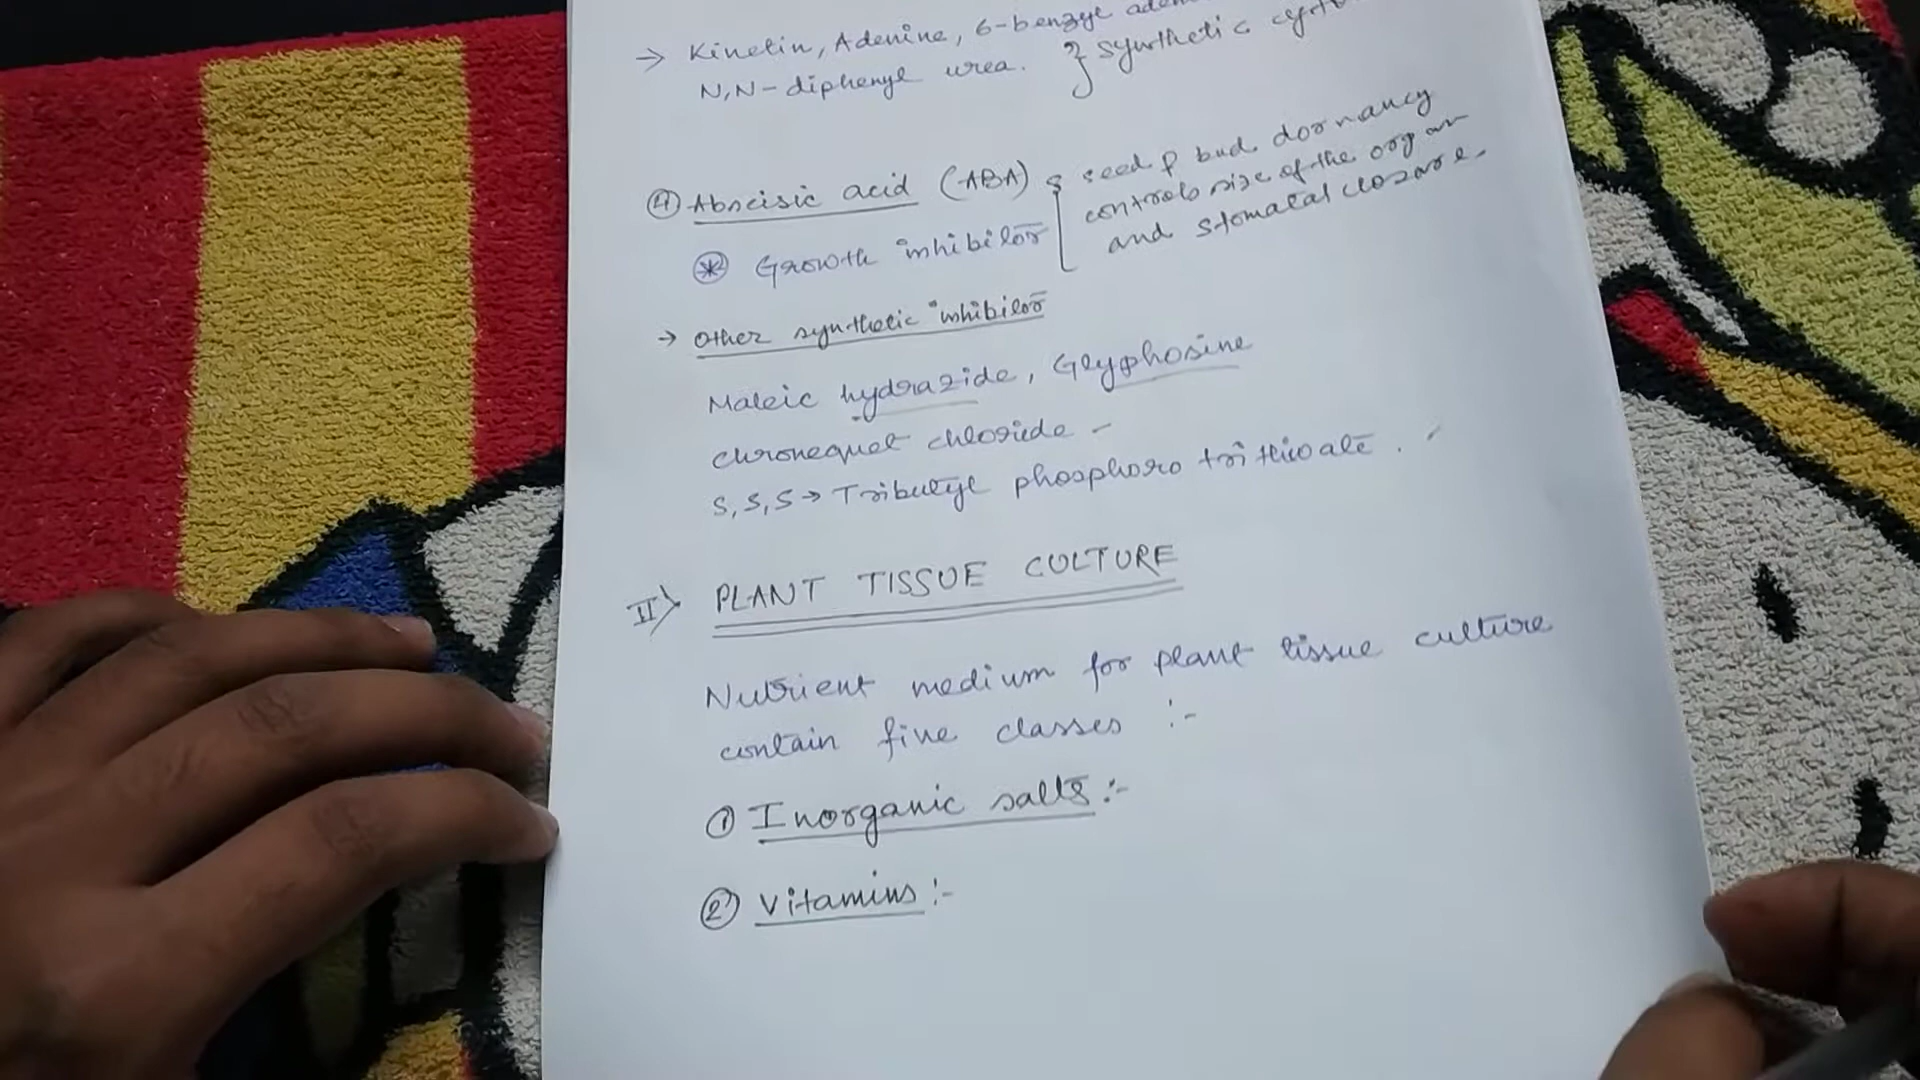 → Kinetin, Adenine, 6-benzyl
N,N-diphenyl urea. } synthetic
④ Abscisic acid (ABA)
seed & bud dormancy
controls size of the organ
and stomatal closure.
⊛ Growth inhibitor
→ Other synthetic inhibitor
Maleic hydrazide, Glyphosine
chronequat chloride -
S,S,S → Tributyl phosphoro trithioate.
II> PLANT TISSUE CULTURE
Nutrient medium for plant tissue culture
contain five classes :-
① Inorganic salts :-
② Vitamins :-